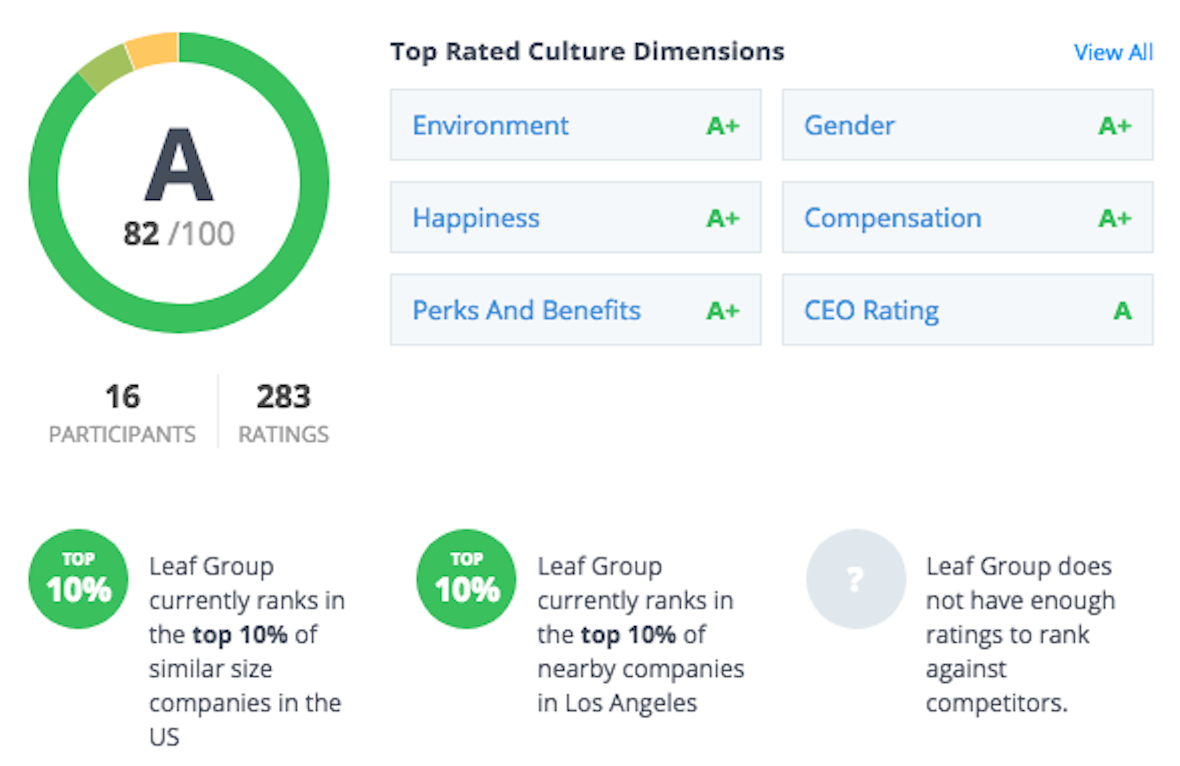 A
82 /100
16
PARTICIPANTS
283
RATINGS
Top Rated Culture Dimensions
View All
Environment A+
Gender A+
Happiness A+
Compensation A+
Perks And Benefits A+
CEO Rating A
TOP
10%
Leaf Group
currently ranks in
the top 10% of
similar size
companies in the
US
TOP
10%
Leaf Group
currently ranks in
the top 10% of
nearby companies
in Los Angeles
?
Leaf Group does
not have enough
ratings to rank
against
competitors.